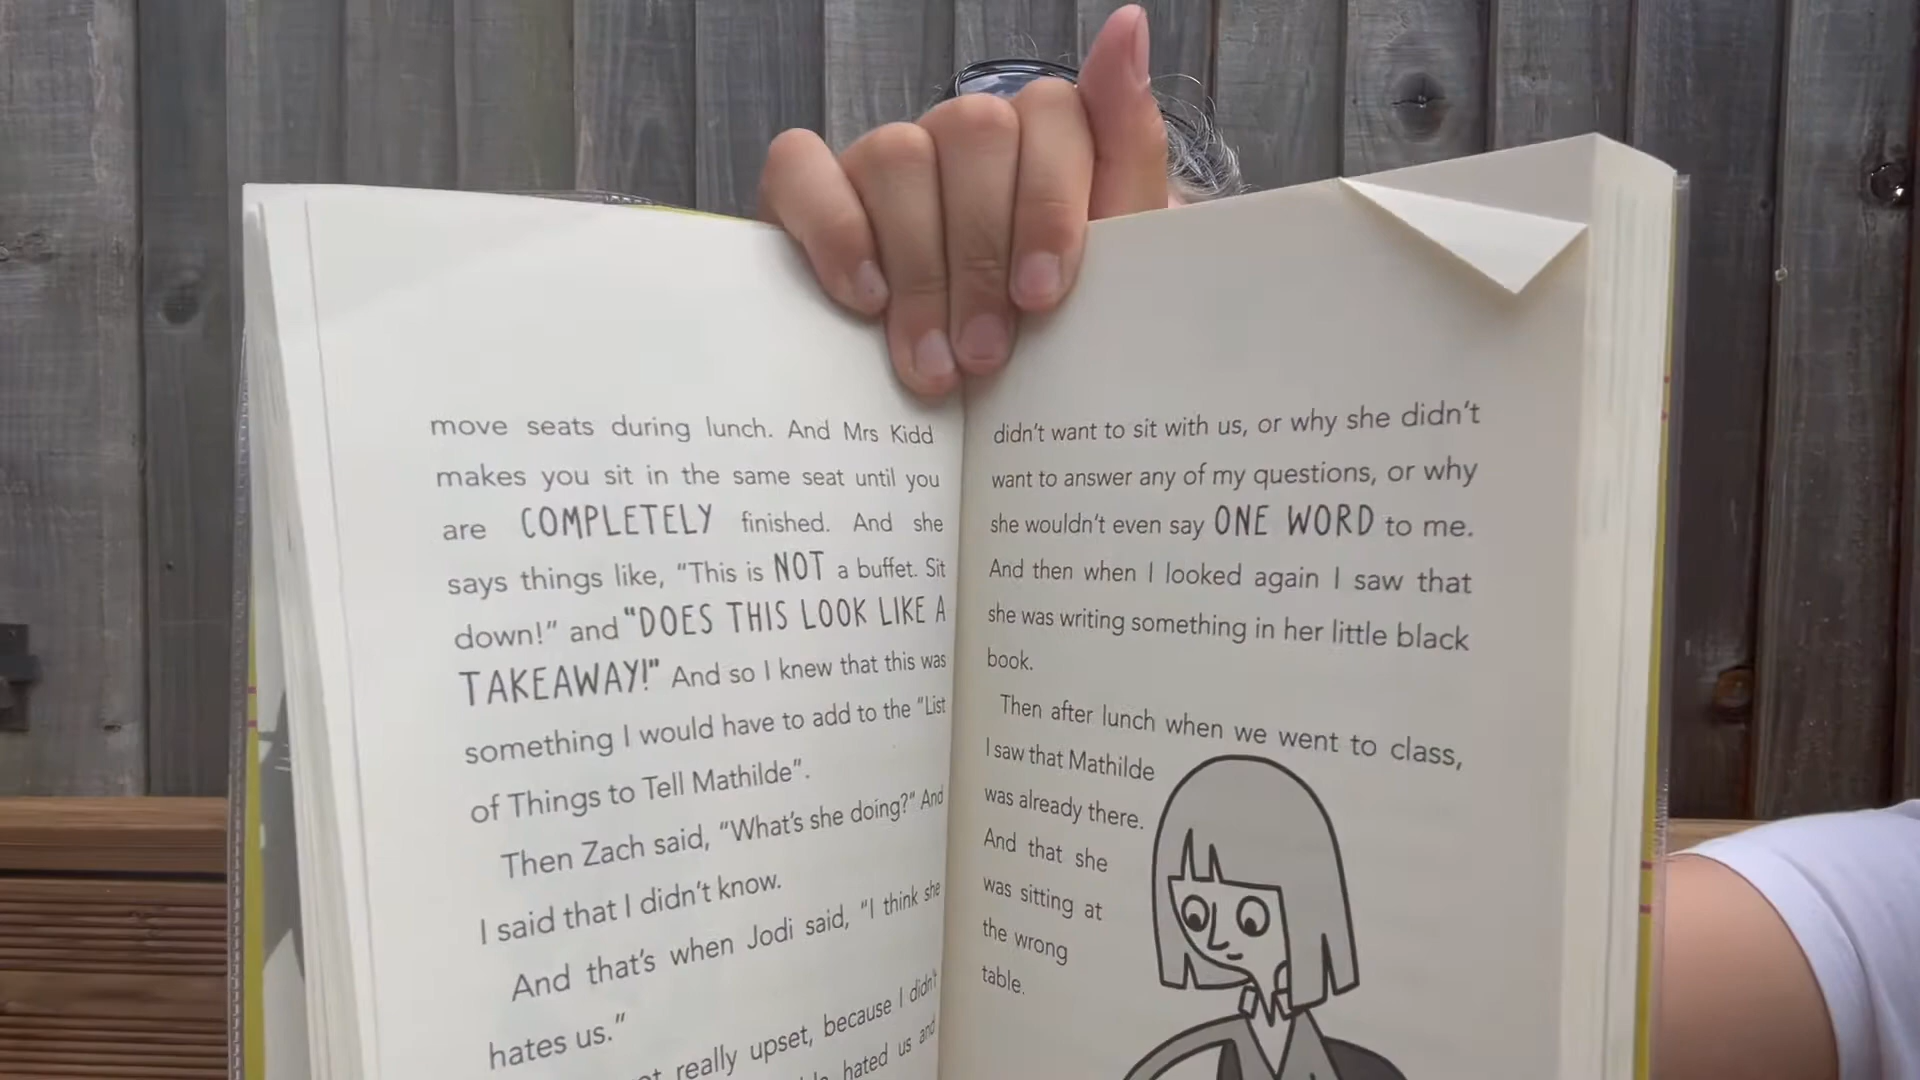 move seats during lunch. And Mrs Kidd
makes you sit in the same seat until you
are COMPLETELY finished. And she
says things like, “This is NOT a buffet. Sit
down!” and “DOES THIS LOOK LIKE A
TAKEAWAY!” And so I knew that this was
something I would have to add to the “List
of Things to Tell Mathilde”.
Then Zach said, “What’s she doing?” And
I said that I didn’t know.
And that’s when Jodi said, “I think she
hates us.”
really upset, because I didn’t
hated us and
didn’t want to sit with us, or why she didn’t
want to answer any of my questions, or why
she wouldn’t even say ONE WORD to me.
And then when I looked again I saw that
she was writing something in her little black
book.
Then after lunch when we went to class,
I saw that Mathilde
was already there.
And that she
was sitting at
the wrong
table.